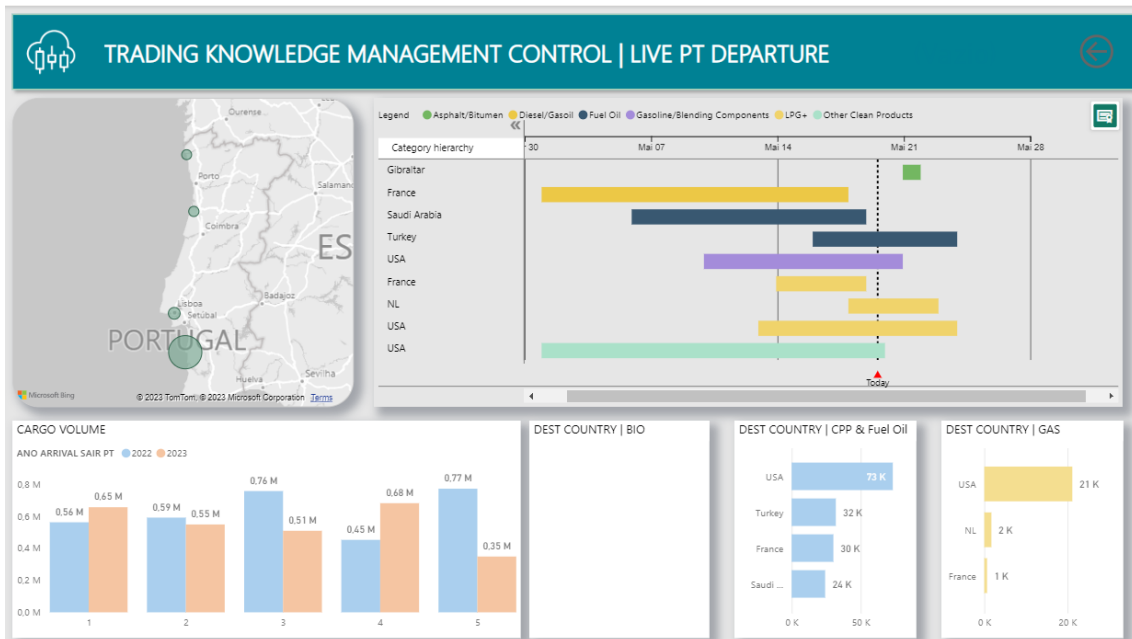 TRADING KNOWLEDGE MANAGEMENT CONTROL | LIVE PT DEPARTURE
Ourense...
Porto
Salamanc
Coimbra
ES
Lisboa
Badajoz
Setúbal
PORTUGAL
Huelva
Sevilha
Microsoft Bing
© 2023 TomTom, © 2023 Microsoft Corporation Terms
Legend Asphalt/Bitumen Diesel/Gasoil Fuel Oil Gasoline/Blending Components LPG+ Other Clean Products
Category hierarchy
30 Mai 07 Mai 14 Mai 21 Mai 28
Gibraltar
France
Saudi Arabia
Turkey
USA
France
NL
USA
USA
Today
CARGO VOLUME
ANO ARRIVAL SAIR PT 2022 2023
0,8 M
0,6 M
0,4 M
0,2 M
0,0 M
0,56 M 0,65 M
0,59 M 0,55 M
0,76 M 0,51 M
0,45 M 0,68 M
0,77 M 0,35 M
1 2 3 4 5
DEST COUNTRY | BIO
DEST COUNTRY | CPP & Fuel Oil
USA 73 K
Turkey 32 K
France 30 K
Saudi ... 24 K
0 K 50 K
DEST COUNTRY | GAS
USA 21 K
NL 2 K
France 1 K
0 K 20 K